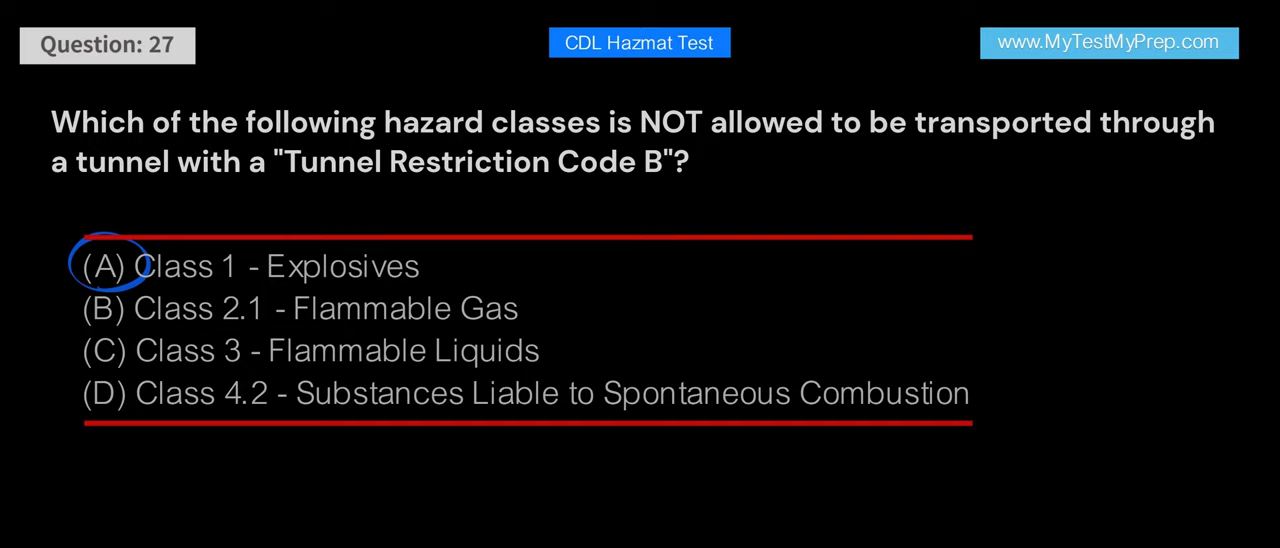 Question: 27
CDL Hazmat Test
www.MyTestMyPrep.com
Which of the following hazard classes is NOT allowed to be transported through
a tunnel with a "Tunnel Restriction Code B"?
(A) Class 1 - Explosives
(B) Class 2.1 - Flammable Gas
(C) Class 3 - Flammable Liquids
(D) Class 4.2 - Substances Liable to Spontaneous Combustion